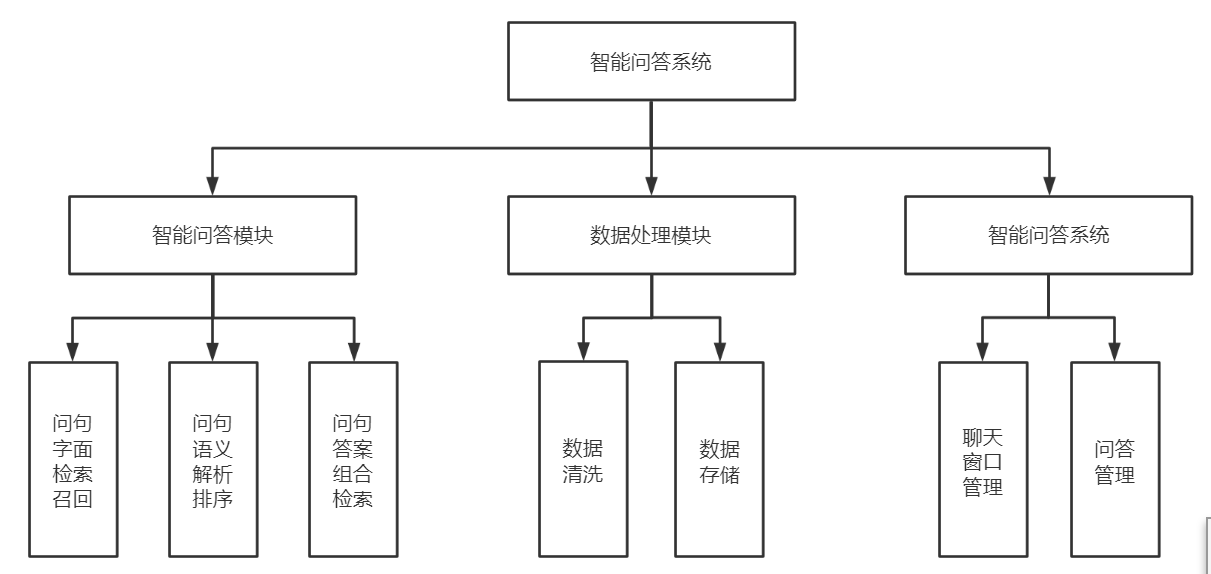 智能问答系统
智能问答模块
数据处理模块
智能问答系统
问句
字面
检索
召回
问句
语义
解析
排序
问句
答案
组合
检索
数据
清洗
数据
存储
聊天
窗口
管理
问答
管理